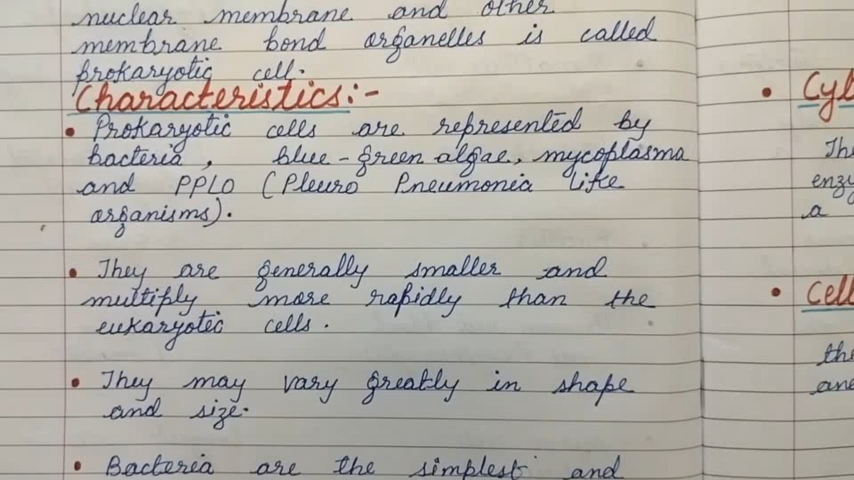 nuclear membrane and other
membrane bond organelles is called
prokaryotic cell.
Characteristics:-
• Prokaryotic cells are represented by
bacteria, blue-green algae, mycoplasma
and PPLO (Pleuro Pneumonia like
organisms).
• They are generally smaller and
multiply more rapidly than the
eukaryotic cells.
• They may vary greatly in shape
and size.
• Bacteria are the simplest and
• Cyt
The
enzy
a
• Cell
the
and